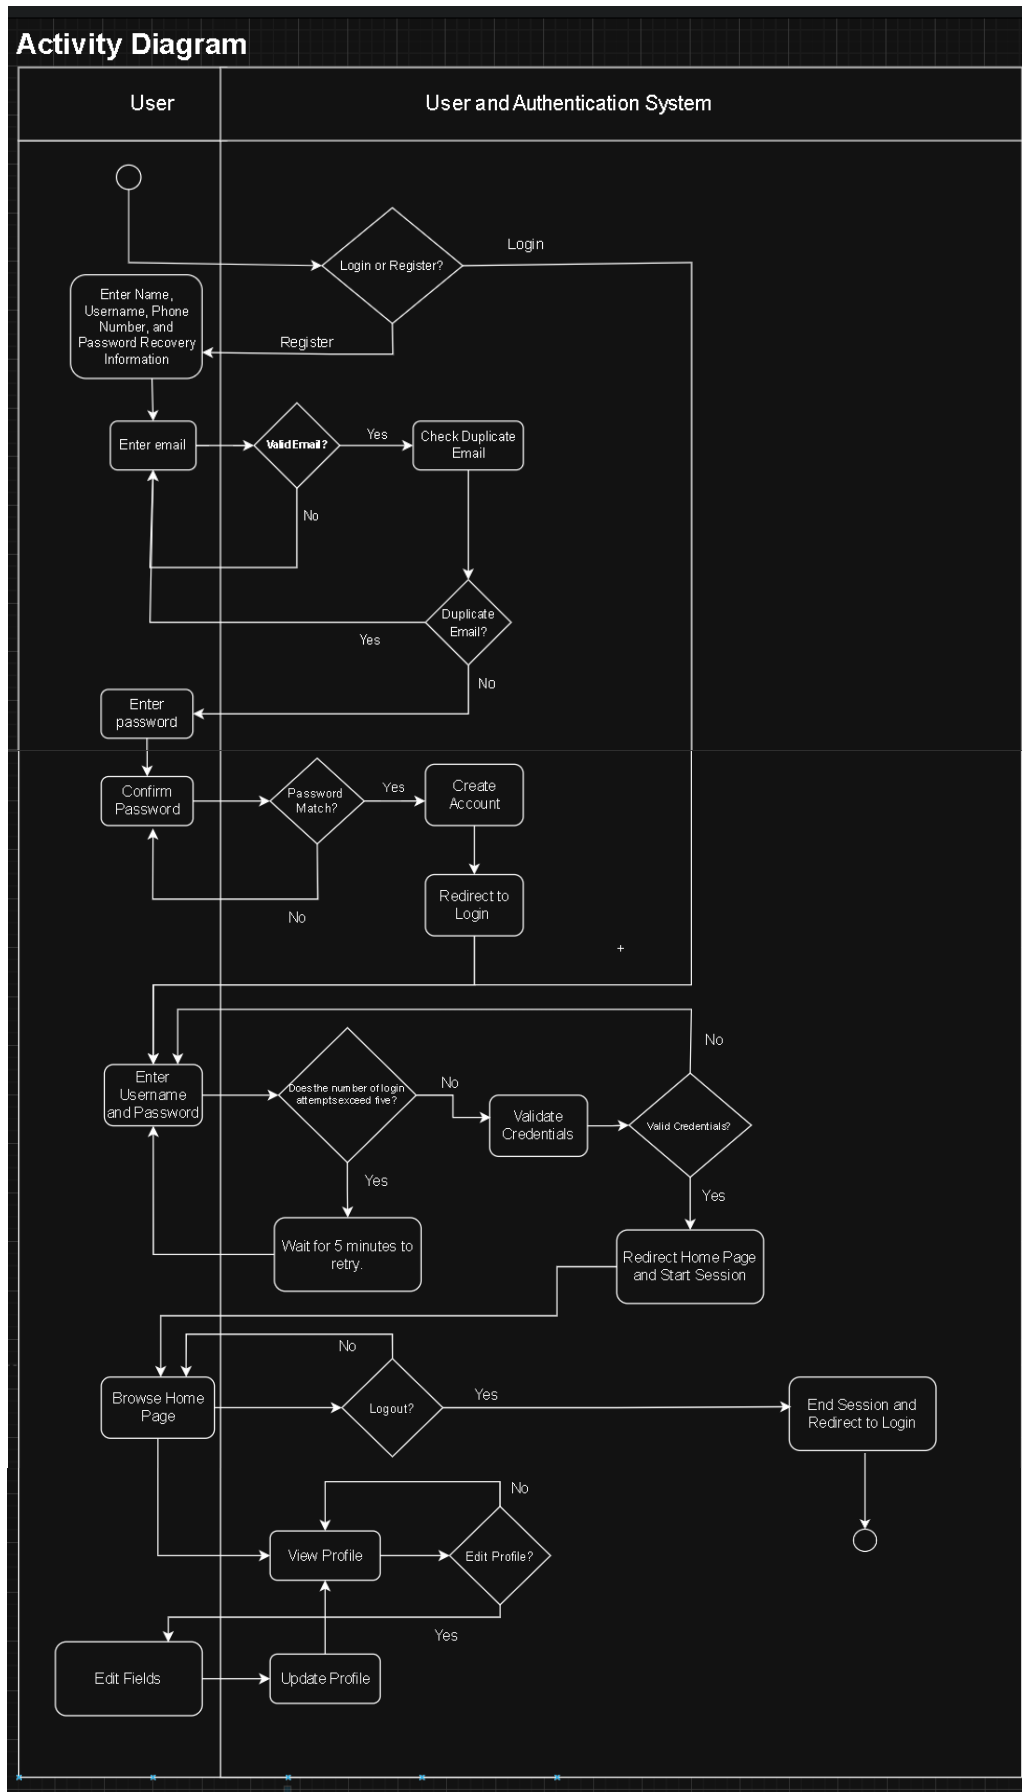 Activity Diagram
User
User and Authentication System
Login or Register?
Login
Register
Enter Name,
Username, Phone
Number, and
Password Recovery
Information
Enter email
Valid Email?
Yes
Check Duplicate
Email
No
Duplicate
Email?
Yes
No
Enter
password
Confirm
Password
Password
Match?
Yes
Create
Account
Redirect to
Login
No
Enter
Username
and Password
Does the number of login
attempts exceed five?
No
Validate
Credentials
Valid Credentials?
No
Yes
Yes
Wait for 5 minutes to
retry.
Redirect Home Page
and Start Session
No
Browse Home
Page
Logout?
Yes
End Session and
Redirect to Login
No
View Profile
Edit Profile?
Yes
Edit Fields
Update Profile